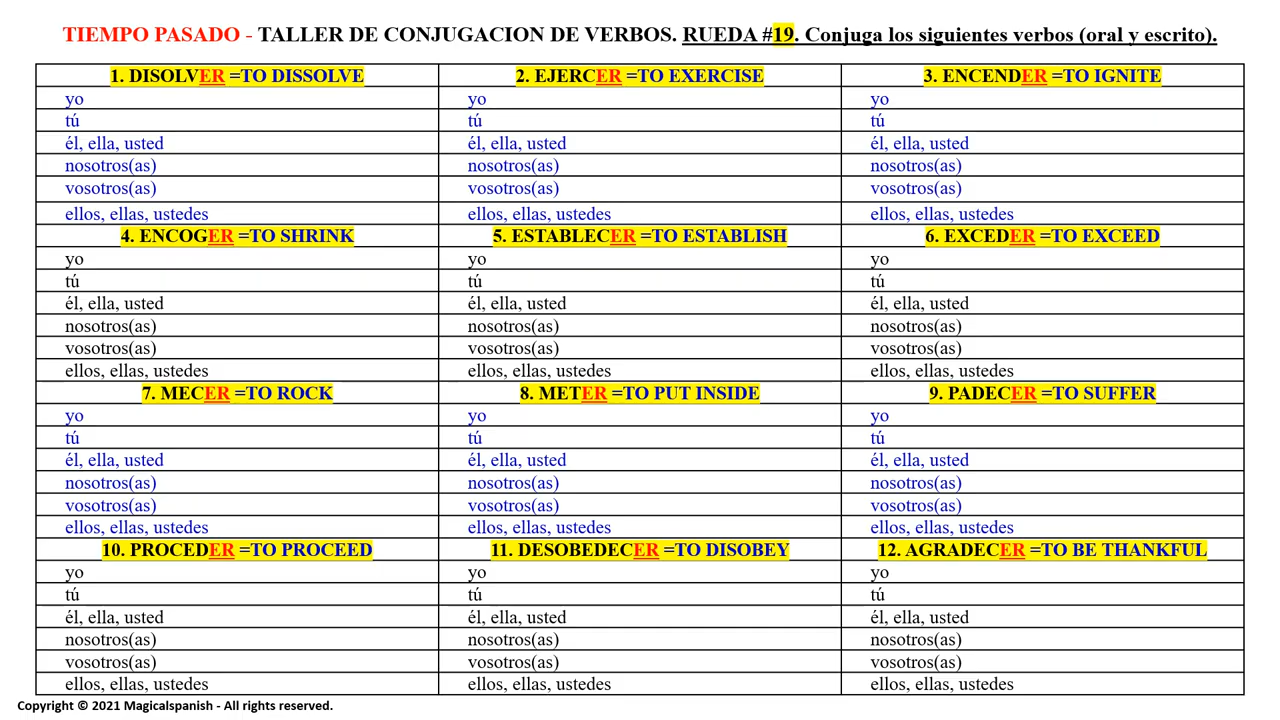 TIEMPO PASADO - TALLER DE CONJUGACION DE VERBOS. RUEDA #19. Conjuga los siguientes verbos (oral y escrito).
1. DISOLVER =TO DISSOLVE 2. EJERCER =TO EXERCISE 3. ENCENDER =TO IGNITE
yo yo yo
tú tú tú
él, ella, usted él, ella, usted él, ella, usted
nosotros(as) nosotros(as) nosotros(as)
vosotros(as) vosotros(as) vosotros(as)
ellos, ellas, ustedes ellos, ellas, ustedes ellos, ellas, ustedes
4. ENCOGER =TO SHRINK 5. ESTABLECER =TO ESTABLISH 6. EXCEDER =TO EXCEED
yo yo yo
tú tú tú
él, ella, usted él, ella, usted él, ella, usted
nosotros(as) nosotros(as) nosotros(as)
vosotros(as) vosotros(as) vosotros(as)
ellos, ellas, ustedes ellos, ellas, ustedes ellos, ellas, ustedes
7. MECER =TO ROCK 8. METER =TO PUT INSIDE 9. PADECER =TO SUFFER
yo yo yo
tú tú tú
él, ella, usted él, ella, usted él, ella, usted
nosotros(as) nosotros(as) nosotros(as)
vosotros(as) vosotros(as) vosotros(as)
ellos, ellas, ustedes ellos, ellas, ustedes ellos, ellas, ustedes
10. PROCEDER =TO PROCEED 11. DESOBEDECER =TO DISOBEY 12. AGRADECER =TO BE THANKFUL
yo yo yo
tú tú tú
él, ella, usted él, ella, usted él, ella, usted
nosotros(as) nosotros(as) nosotros(as)
vosotros(as) vosotros(as) vosotros(as)
ellos, ellas, ustedes ellos, ellas, ustedes ellos, ellas, ustedes
Copyright © 2021 Magicalspanish - All rights reserved.